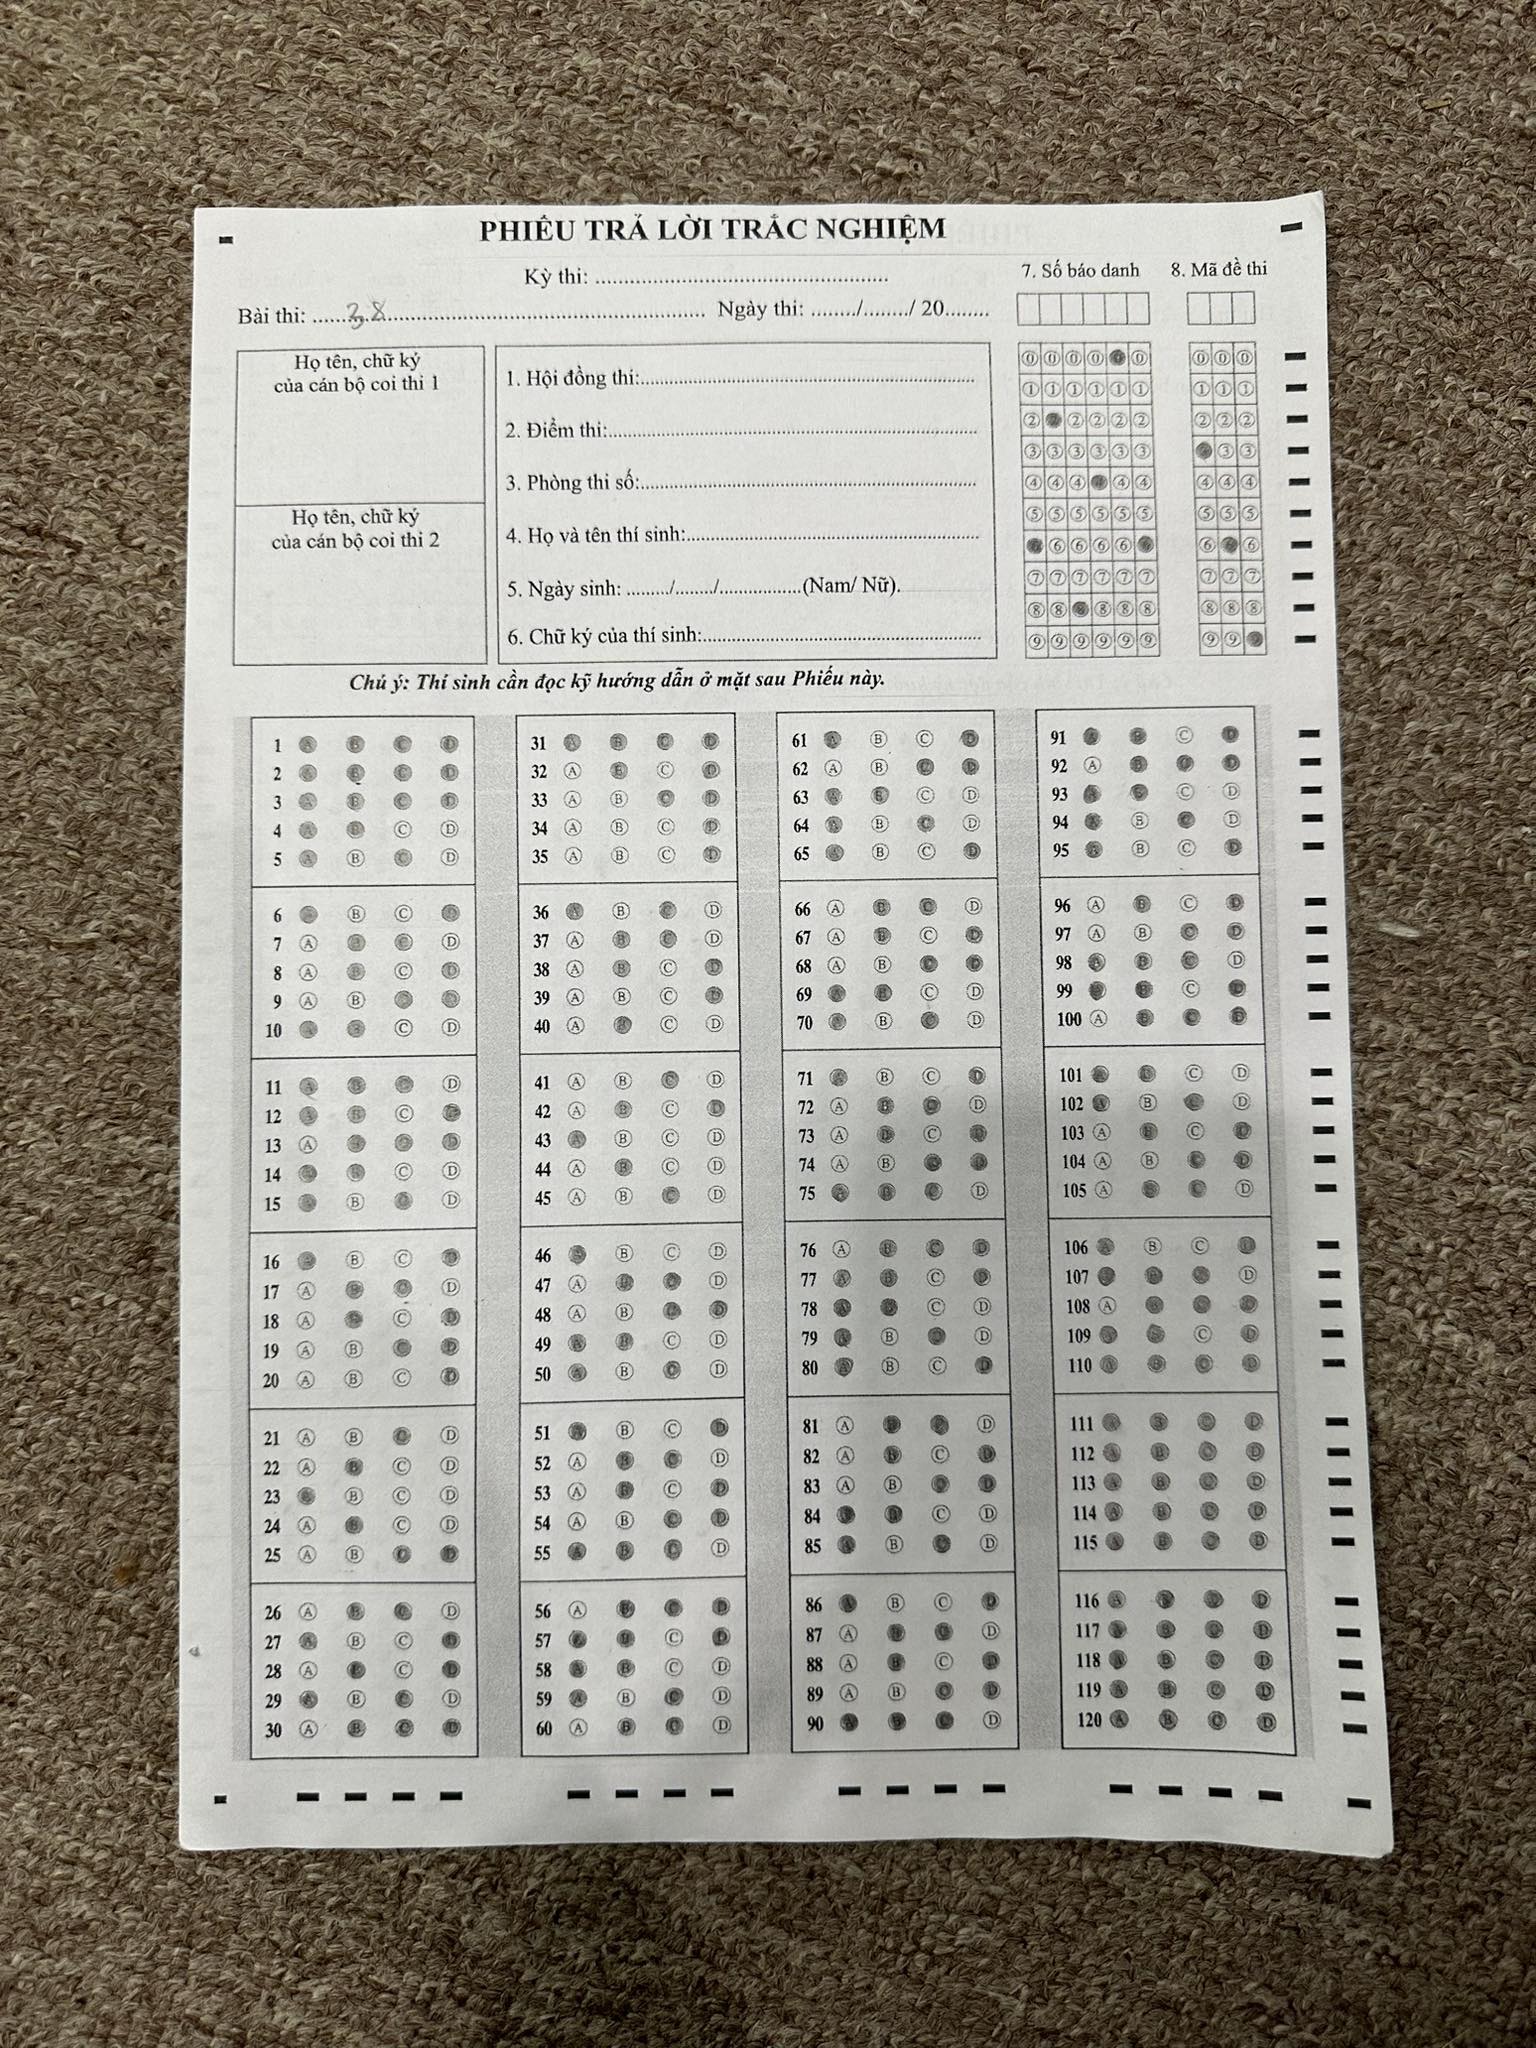 PHIẾU TRẢ LỜI TRẮC NGHIỆM
Kỳ thi: ........................................................
Bài thi: ......38.............................................................. Ngày thi: ......../......../ 20........
7. Số báo danh
8. Mã đề thi
Họ tên, chữ ký
của cán bộ coi thi 1
Họ tên, chữ ký
của cán bộ coi thi 2
1. Hội đồng thi:................................................................
2. Điểm thi:......................................................................
3. Phòng thi số:................................................................
4. Họ và tên thí sinh:.......................................................
5. Ngày sinh: ......../......./.................(Nam/ Nữ).
6. Chữ ký của thí sinh:.....................................................
0 0 0 0 0
1 1 1 1 1 1
2 2 2 2 2
3 3 3 3 3 3
4 4 4 4 4
5 5 5 5 5 5
6 6 6 6
7 7 7 7 7 7
8 8 8 8 8
9 9 9 9 9 9
0 0 0
1 1 1
2 2 2
3 3
4 4 4
5 5 5
6 6
7 7 7
8 8 8
9 9
Chú ý: Thí sinh cần đọc kỹ hướng dẫn ở mặt sau Phiếu này.
1 A B C D
2 A B C D
3 A B C D
4 A B C D
5 A B C D
6 B C D
7 A B C D
8 A B C D
9 A B C D
10 A B C D
11 A B C D
12 A B C D
13 A B C D
14 A B C D
15 A B C D
16 A B C D
17 A B C D
18 A B C D
19 A B C D
20 A B C D
21 A B C D
22 A B C D
23 A B C D
24 A B C D
25 A B C D
26 A B C D
27 A B C D
28 A B C D
29 A B C D
30 A B C D
31 A B C D
32 A B C D
33 A B C D
34 A B C D
35 A B C D
36 A B C D
37 A B C D
38 A B C D
39 A B C D
40 A B C D
41 A B C D
42 A B C D
43 A B C D
44 A B C D
45 A B C D
46 A B C D
47 A B C D
48 A B C D
49 A B C D
50 A B C D
51 A B C D
52 A B C D
53 A B C D
54 A B C D
55 A B C D
56 A B C D
57 A B C D
58 A B C D
59 A B C D
60 A B C D
61 A B C D
62 A B C D
63 A B C D
64 A B C D
65 A B C D
66 A B C D
67 A B C D
68 A B C D
69 A B C D
70 A B C D
71 A B C D
72 A B C D
73 A B C D
74 A B C D
75 A B C D
76 A B C D
77 A B C D
78 A B C D
79 A B C D
80 A B C D
81 A B C D
82 A B C D
83 A B C D
84 A B C D
85 A B C D
86 A B C D
87 A B C D
88 A B C D
89 A B C D
90 A B C D
91 A B C D
92 A B C D
93 A B C D
94 A B C D
95 A B C D
96 A B C D
97 A B C D
98 A B C D
99 A B C D
100 A B C D
101 A B C D
102 A B C D
103 A B C D
104 A B C D
105 A B C D
106 A B C D
107 A B C D
108 A B C D
109 A B C D
110 A B C D
111 A B C D
112 A B C D
113 A B C D
114 A B C D
115 A B C D
116 A B C D
117 A B C D
118 A B C D
119 A B C D
120 A B C D